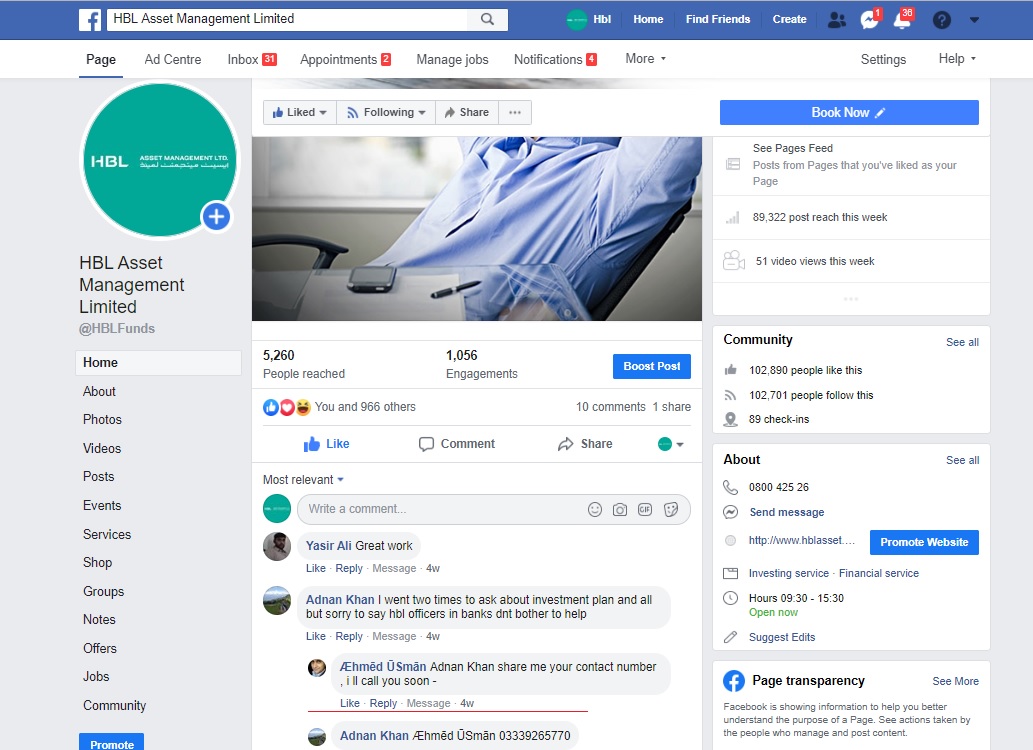 HBL Asset Management Limited
Hbl
Home
Find Friends
Create
1
36
Page
Ad Centre
Inbox 31
Appointments 2
Manage jobs
Notifications 4
More
Settings
Help
HBL ASSET MANAGEMENT LTD.
HBL Asset
Management
Limited
@HBLFunds
Home
About
Photos
Videos
Posts
Events
Services
Shop
Groups
Notes
Offers
Jobs
Community
Promote
Liked
Following
Share
5,260
People reached
1,056
Engagements
Boost Post
You and 966 others
10 comments 1 share
Like
Comment
Share
Most relevant
Write a comment...
GIF
Yasir Ali Great work
Like · Reply · Message · 4w
Adnan Khan I went two times to ask about investment plan and all
but sorry to say hbl officers in banks dnt bother to help
Like · Reply · Message · 4w
Æhmēd ŰSmān Adnan Khan share me your contact number
, i ll call you soon -
Like · Reply · Message · 4w
Adnan Khan Æhmēd ŰSmān 03339265770
Book Now
See Pages Feed
Posts from Pages that you've liked as your
Page
89,322 post reach this week
51 video views this week
Community
See all
102,890 people like this
102,701 people follow this
89 check-ins
About
See all
0800 425 26
Send message
http://www.hblasset....
Promote Website
Investing service · Financial service
Hours 09:30 - 15:30
Open now
Suggest Edits
Page transparency
See More
Facebook is showing information to help you better
understand the purpose of a Page. See actions taken by
the people who manage and post content.